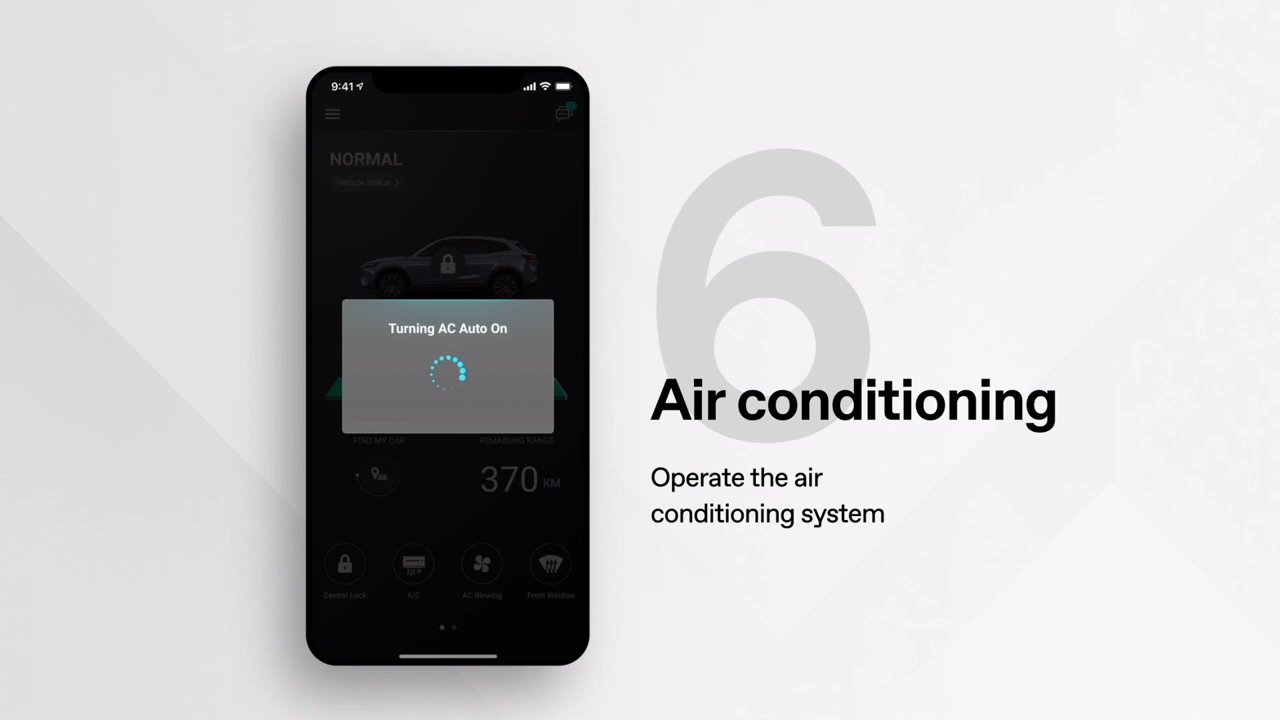 9:41
NORMAL
Vehicle Status >
Turning AC Auto On
FIND MY CAR
REMAINING RANGE
370 KM
Central Lock
A/C
AC Blowing
Front Window
6
Air conditioning
Operate the air
conditioning system